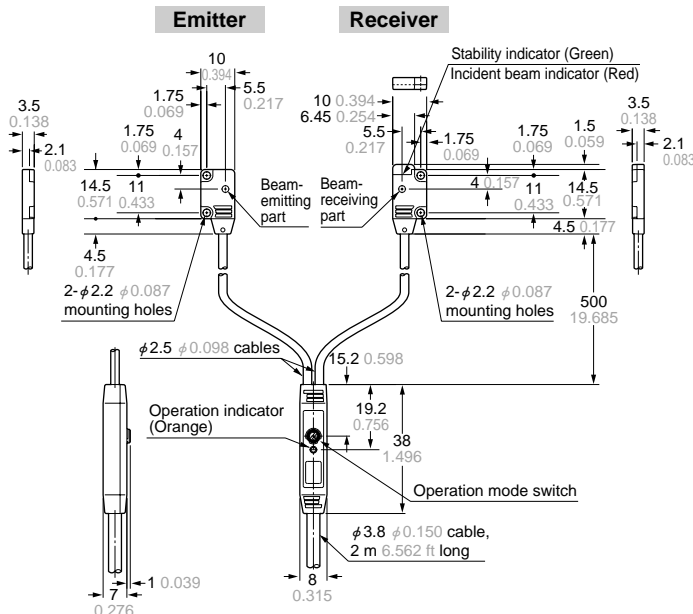 Emitter
Receiver
Stability indicator (Green)
Incident beam indicator (Red)
10
0.394
5.5
0.217
1.75
0.069
4
0.157
3.5
0.138
2.1
0.083
1.75
0.069
14.5
0.571
11
0.433
4.5
0.177
Beam-
emitting
part
2-φ2.2 φ0.087
mounting holes
10 0.394
6.45 0.254
5.5
0.217
1.75
0.069
1.75
0.069
1.5
0.059
3.5
0.138
2.1
0.083
Beam-
receiving
part
4 0.157
11
0.433
14.5
0.571
4.5 0.177
2-φ2.2 φ0.087
mounting holes
500
19.685
φ2.5 φ0.098 cables
15.2 0.598
Operation indicator
(Orange)
19.2
0.756
38
1.496
Operation mode switch
φ3.8 φ0.150 cable,
2 m 6.562 ft long
1 0.039
7
0.276
8
0.315